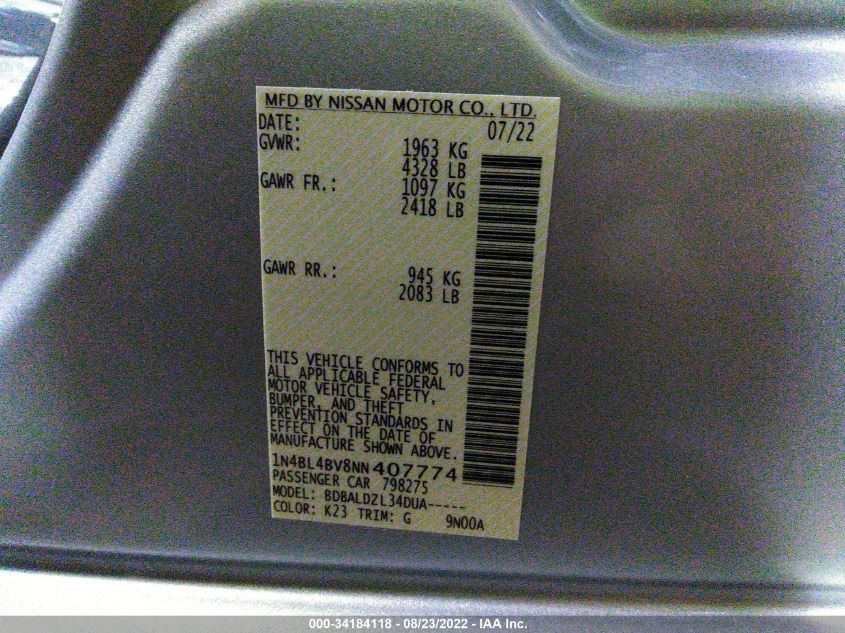 MFD BY NISSAN MOTOR CO., LTD.
DATE: 07/22
GVWR: 1963 KG
4328 LB
GAWR FR.: 1097 KG
2418 LB
GAWR RR.: 945 KG
2083 LB
THIS VEHICLE CONFORMS TO
ALL APPLICABLE FEDERAL
MOTOR VEHICLE SAFETY,
BUMPER, AND THEFT
PREVENTION STANDARDS IN
EFFECT ON THE DATE OF
MANUFACTURE SHOWN ABOVE.
1N4BL4BV8NN407774
PASSENGER CAR 798275
MODEL: BDBALDZL34DUA-----
COLOR: K23 TRIM: G 9N00A
000-34184118 - 08/23/2022 - IAA Inc.